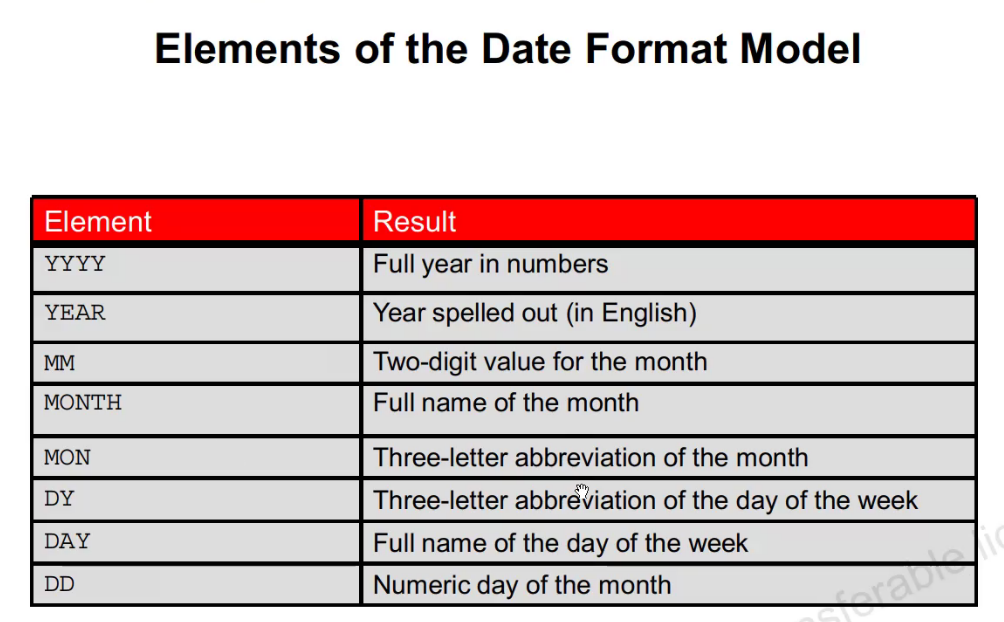 Elements of the Date Format Model
Element Result
YYYY Full year in numbers
YEAR Year spelled out (in English)
MM Two-digit value for the month
MONTH Full name of the month
MON Three-letter abbreviation of the month
DY Three-letter abbreviation of the day of the week
DAY Full name of the day of the week
DD Numeric day of the month